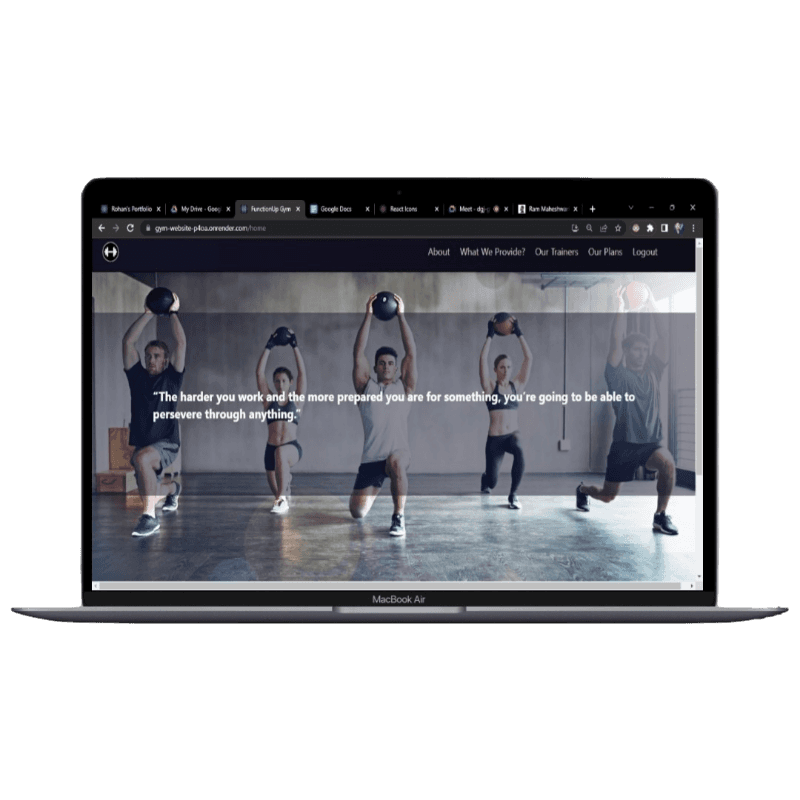 Rohan's Portfolio
My Drive - Goog
FunctionUp Gym
Google Docs
React Icons
Meet - dgj-g
Ram Maheshwar
gym-website-p4oa.onrender.com/home
About What We Provide? Our Trainers Our Plans Logout
"The harder you work and the more prepared you are for something, you're going to be able to
persevere through anything."
MacBook Air